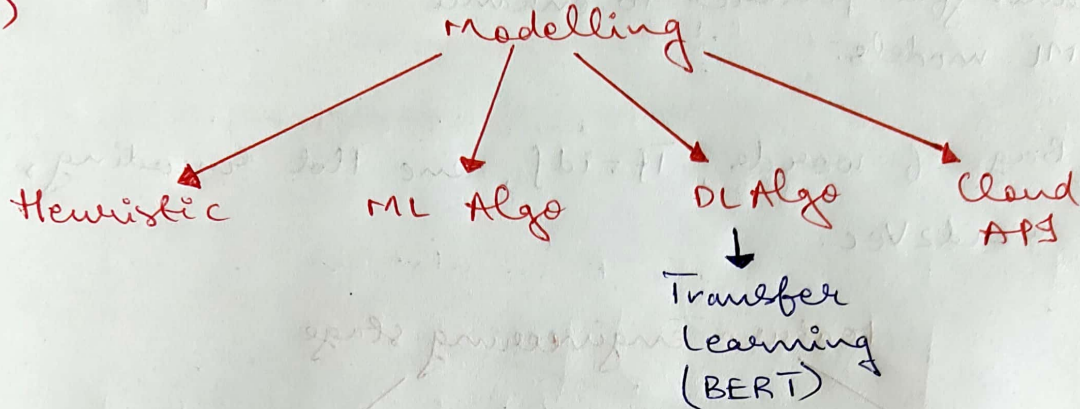 )
Modelling
Heuristic
ML Algo
DL Algo
Cloud
API
Transfer
Learning
(BERT)